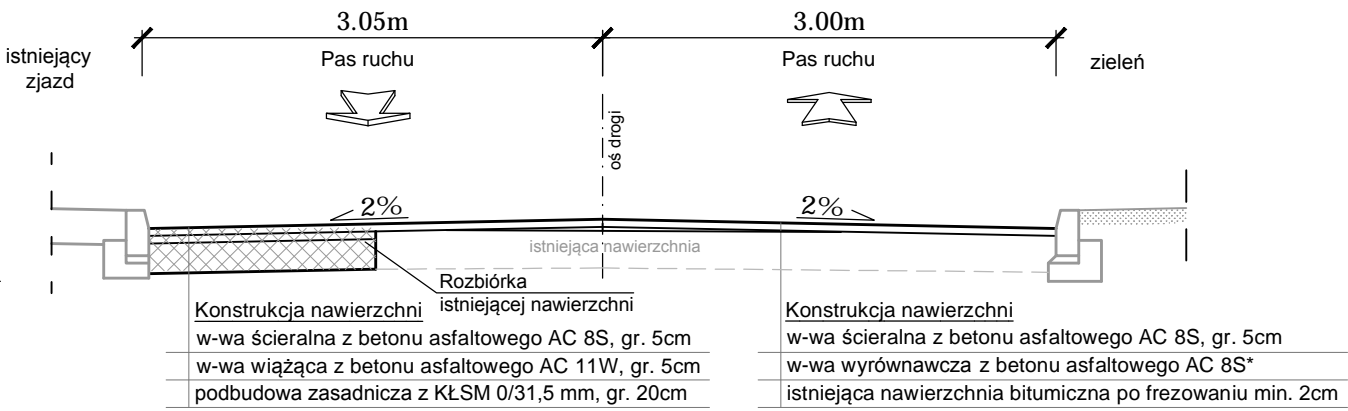 3.05m
3.00m
istniejący
zjazd
Pas ruchu
Pas ruchu
zieleń
oś drogi
2%
2%
istniejąca nawierzchnia
Rozbiórka
istniejącej nawierzchni
Konstrukcja nawierzchni
w-wa ścieralna z betonu asfaltowego AC 8S, gr. 5cm
w-wa wiążąca z betonu asfaltowego AC 11W, gr. 5cm
podbudowa zasadnicza z KŁSM 0/31,5 mm, gr. 20cm
Konstrukcja nawierzchni
w-wa ścieralna z betonu asfaltowego AC 8S, gr. 5cm
w-wa wyrównawcza z betonu asfaltowego AC 8S*
istniejąca nawierzchnia bitumiczna po frezowaniu min. 2cm